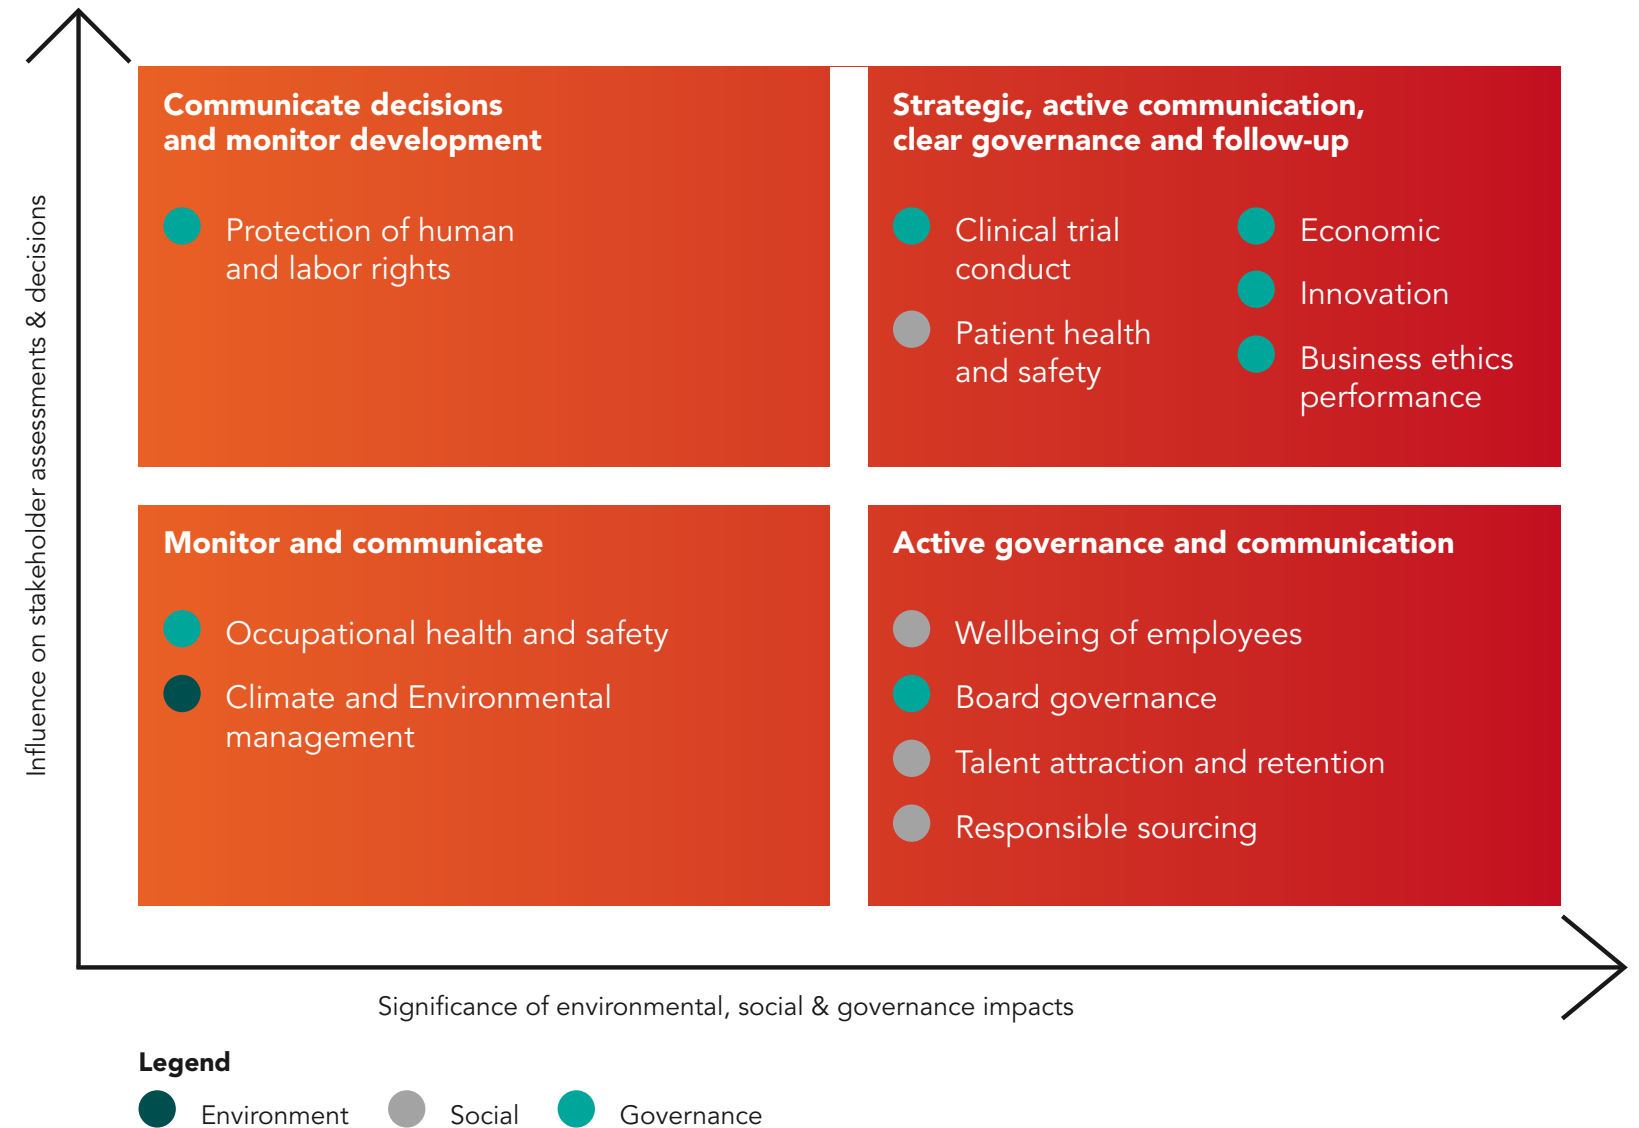 Influence on stakeholder assessments & decisions
Communicate decisions
and monitor development
Protection of human
and labor rights
Strategic, active communication,
clear governance and follow-up
Clinical trial
conduct
Patient health
and safety
Economic
Innovation
Business ethics
performance
Monitor and communicate
Occupational health and safety
Climate and Environmental
management
Active governance and communication
Wellbeing of employees
Board governance
Talent attraction and retention
Responsible sourcing
Significance of environmental, social & governance impacts
Legend
Environment
Social
Governance